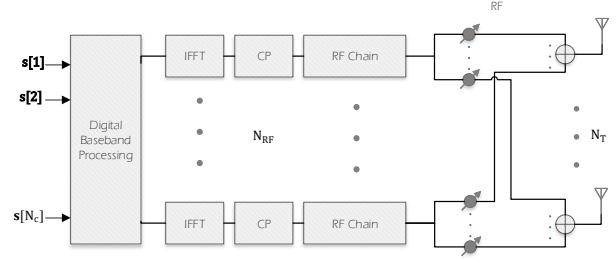 RF
s[1]
IFFT
CP
RF Chain
s[2]
Digital
Baseband
Processing
N_RF
N_T
s[N_c]
IFFT
CP
RF Chain